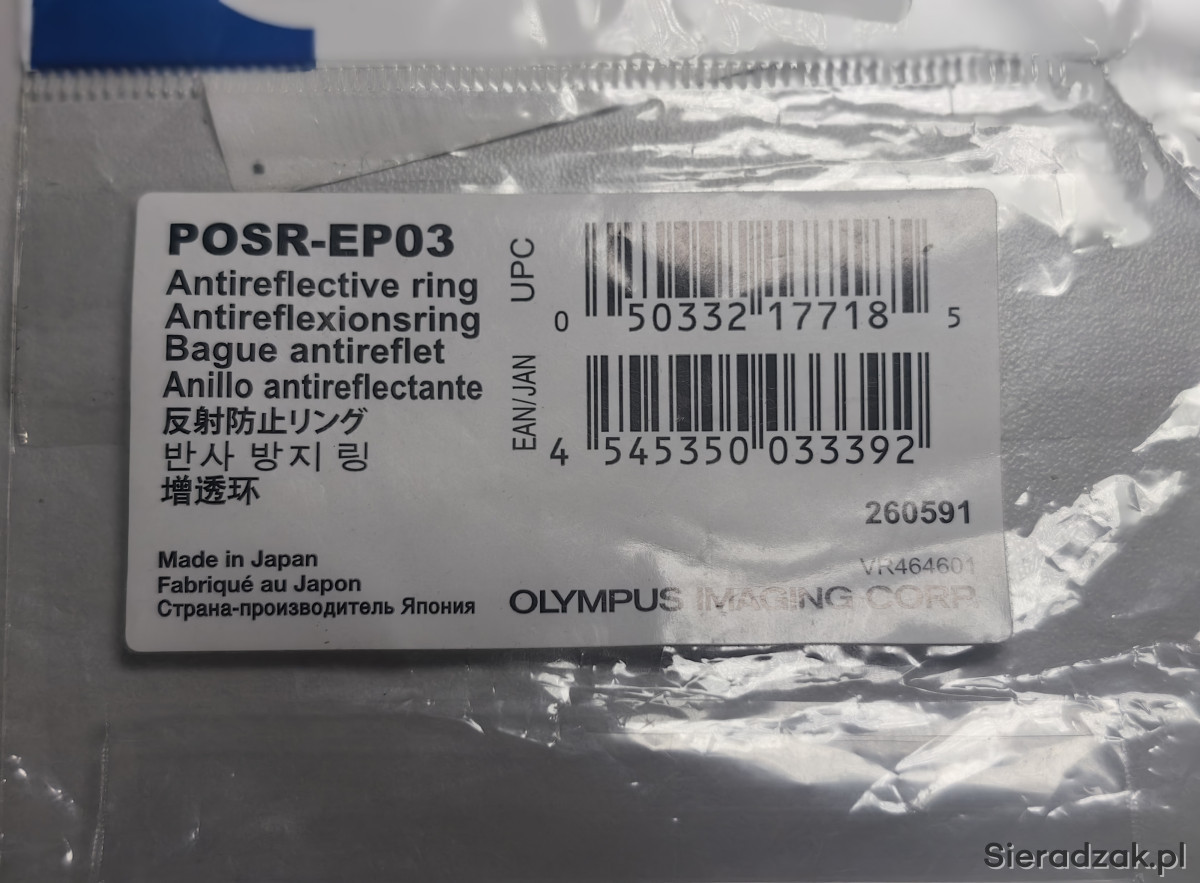 POSR-EP03
Antireflective ring
Antireflexionsring
Bague antireflet
Anillo antireflectante
反射防止リング
반사 방지 링
增透环
Made in Japan
Fabriqué au Japon
Страна-производитель Япония
UPC
0 50332 17718 5
EAN/JAN
4 545350 033392
260591
VR464601
OLYMPUS IMAGING CORP.
Sieradzak.pl